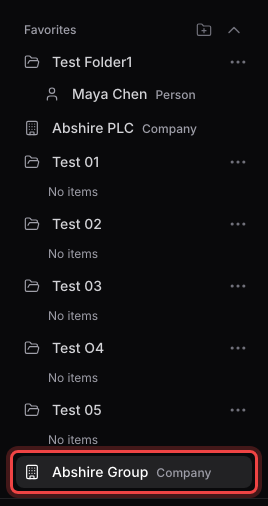 Favorites
Test Folder1
Maya Chen Person
Abshire PLC Company
Test 01
No items
Test 02
No items
Test 03
No items
Test O4
No items
Test 05
No items
Abshire Group Company